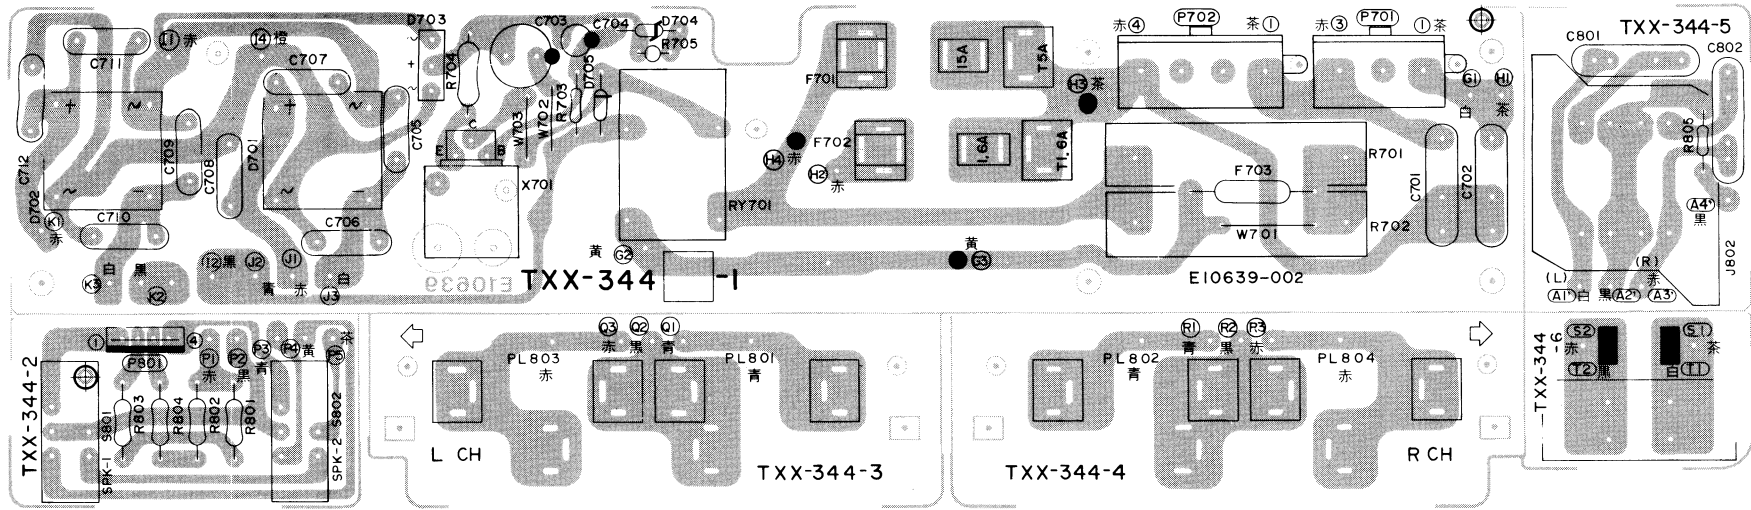 D703
C703
C704
D704
R705
P702
P701
TXX-344-5
C801
C802
I1 赤
I4 橙
赤④
茶①
赤③
①茶
C711
C707
R704
D705
R703
F701
15A
T5A
H3 茶
G1
H1
白
茶
C712
C709
C708
D701
C705
W703
W702
E
C
B
X701
F702
H4 赤
H2
赤
1.6A
T1.6A
R701
F703
C701
C702
R805
D702
K1
赤
C710
C706
RY701
R702
W701
A4'
黒
J802
K3
白
黒
K2
I2 黒
J2
J1
青
赤
白
J3
黄
G2
黄
G3
E10639
TXX-344 -1
E10639-002
(L)
(R)
赤
A1' 白
黒 A2'
A3'
TXX-344-2
①
④
P801
P1
赤
P2
黒
P3
青
P4 黄
P5
茶
SPK-1 S801
R803
R804
R802
R801
SPK-2 S802
Q3
赤
Q2
黒
Q1
青
PL803
赤
PL801
青
L CH
TXX-344-3
R1
青
R2
黒
R3
赤
PL802
青
PL804
赤
TXX-344-4
R CH
TXX-344-6
S2
赤
T2 黒
S1
茶
白 T1